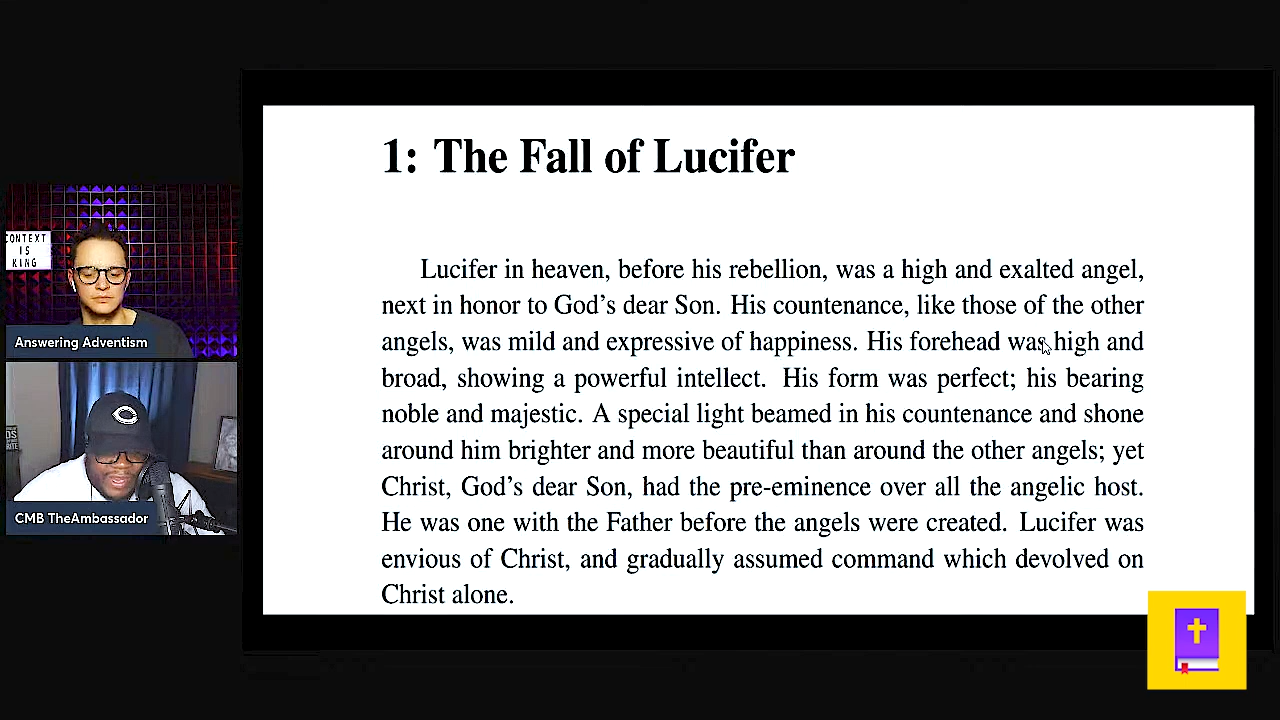 1: The Fall of Lucifer
Lucifer in heaven, before his rebellion, was a high and exalted angel,
next in honor to God’s dear Son. His countenance, like those of the other
angels, was mild and expressive of happiness. His forehead was high and
broad, showing a powerful intellect. His form was perfect; his bearing
noble and majestic. A special light beamed in his countenance and shone
around him brighter and more beautiful than around the other angels; yet
Christ, God’s dear Son, had the pre-eminence over all the angelic host.
He was one with the Father before the angels were created. Lucifer was
envious of Christ, and gradually assumed command which devolved on
Christ alone.
CONTEXT
IS
KING
Answering Adventism
CMB TheAmbassador